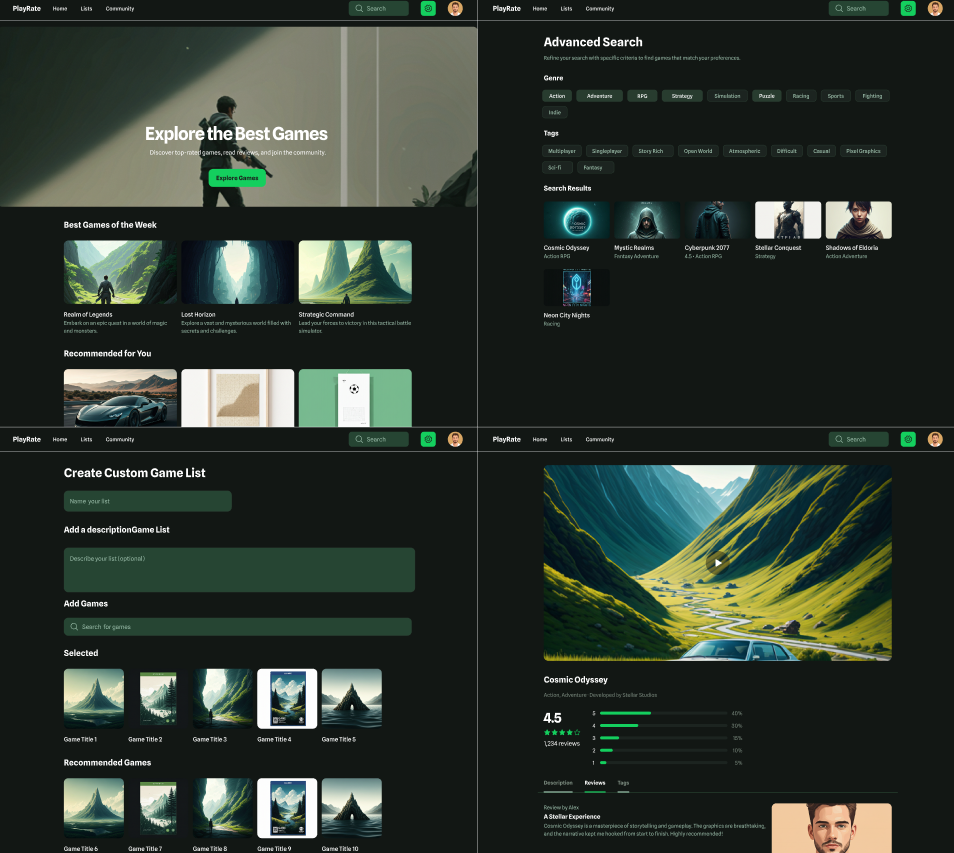 PlayRate Home Lists Community Search
Explore the Best Games
Discover top-rated games, read reviews, and join the community.
Explore Games
Best Games of the Week
Realm of Legends
Embark on an epic quest in a world of magic
and monsters.
Lost Horizon
Explore a vast and mysterious world filled with
secrets and challenges.
Strategic Command
Lead your forces to victory in this tactical battle
simulator.
Recommended for You
PlayRate Home Lists Community Search
Advanced Search
Refine your search with specific criteria to find games that match your preferences.
Genre
Action Adventure RPG Strategy Simulation Puzzle Racing Sports Fighting
Indie
Tags
Multiplayer Singleplayer Story Rich Open World Atmospheric Difficult Casual Pixel Graphics
Sci-fi Fantasy
Search Results
Cosmic Odyssey
Action RPG
Mystic Realms
Fantasy Adventure
Cyberpunk 2077
4.5 · Action RPG
Stellar Conquest
Strategy
Shadows of Eldoria
Action Adventure
Neon City Nights
Racing
PlayRate Home Lists Community Search
Create Custom Game List
Name your list
Add a descriptionGame List
Describe your list (optional)
Add Games
Search for games
Selected
Game Title 1
Game Title 2
Game Title 3
Game Title 4
Game Title 5
Recommended Games
Game Title 6
Game Title 7
Game Title 8
Game Title 9
Game Title 10
PlayRate Home Lists Community Search
Cosmic Odyssey
Action, Adventure · Developed by Stellar Studios
4.5
1,234 reviews
5 40%
4 30%
3 15%
2 10%
1 5%
Description Reviews Tags
Review by Alex
A Stellar Experience
Cosmic Odyssey is a masterpiece of storytelling and gameplay. The graphics are breathtaking,
and the narrative kept me hooked from start to finish. Highly recommended!